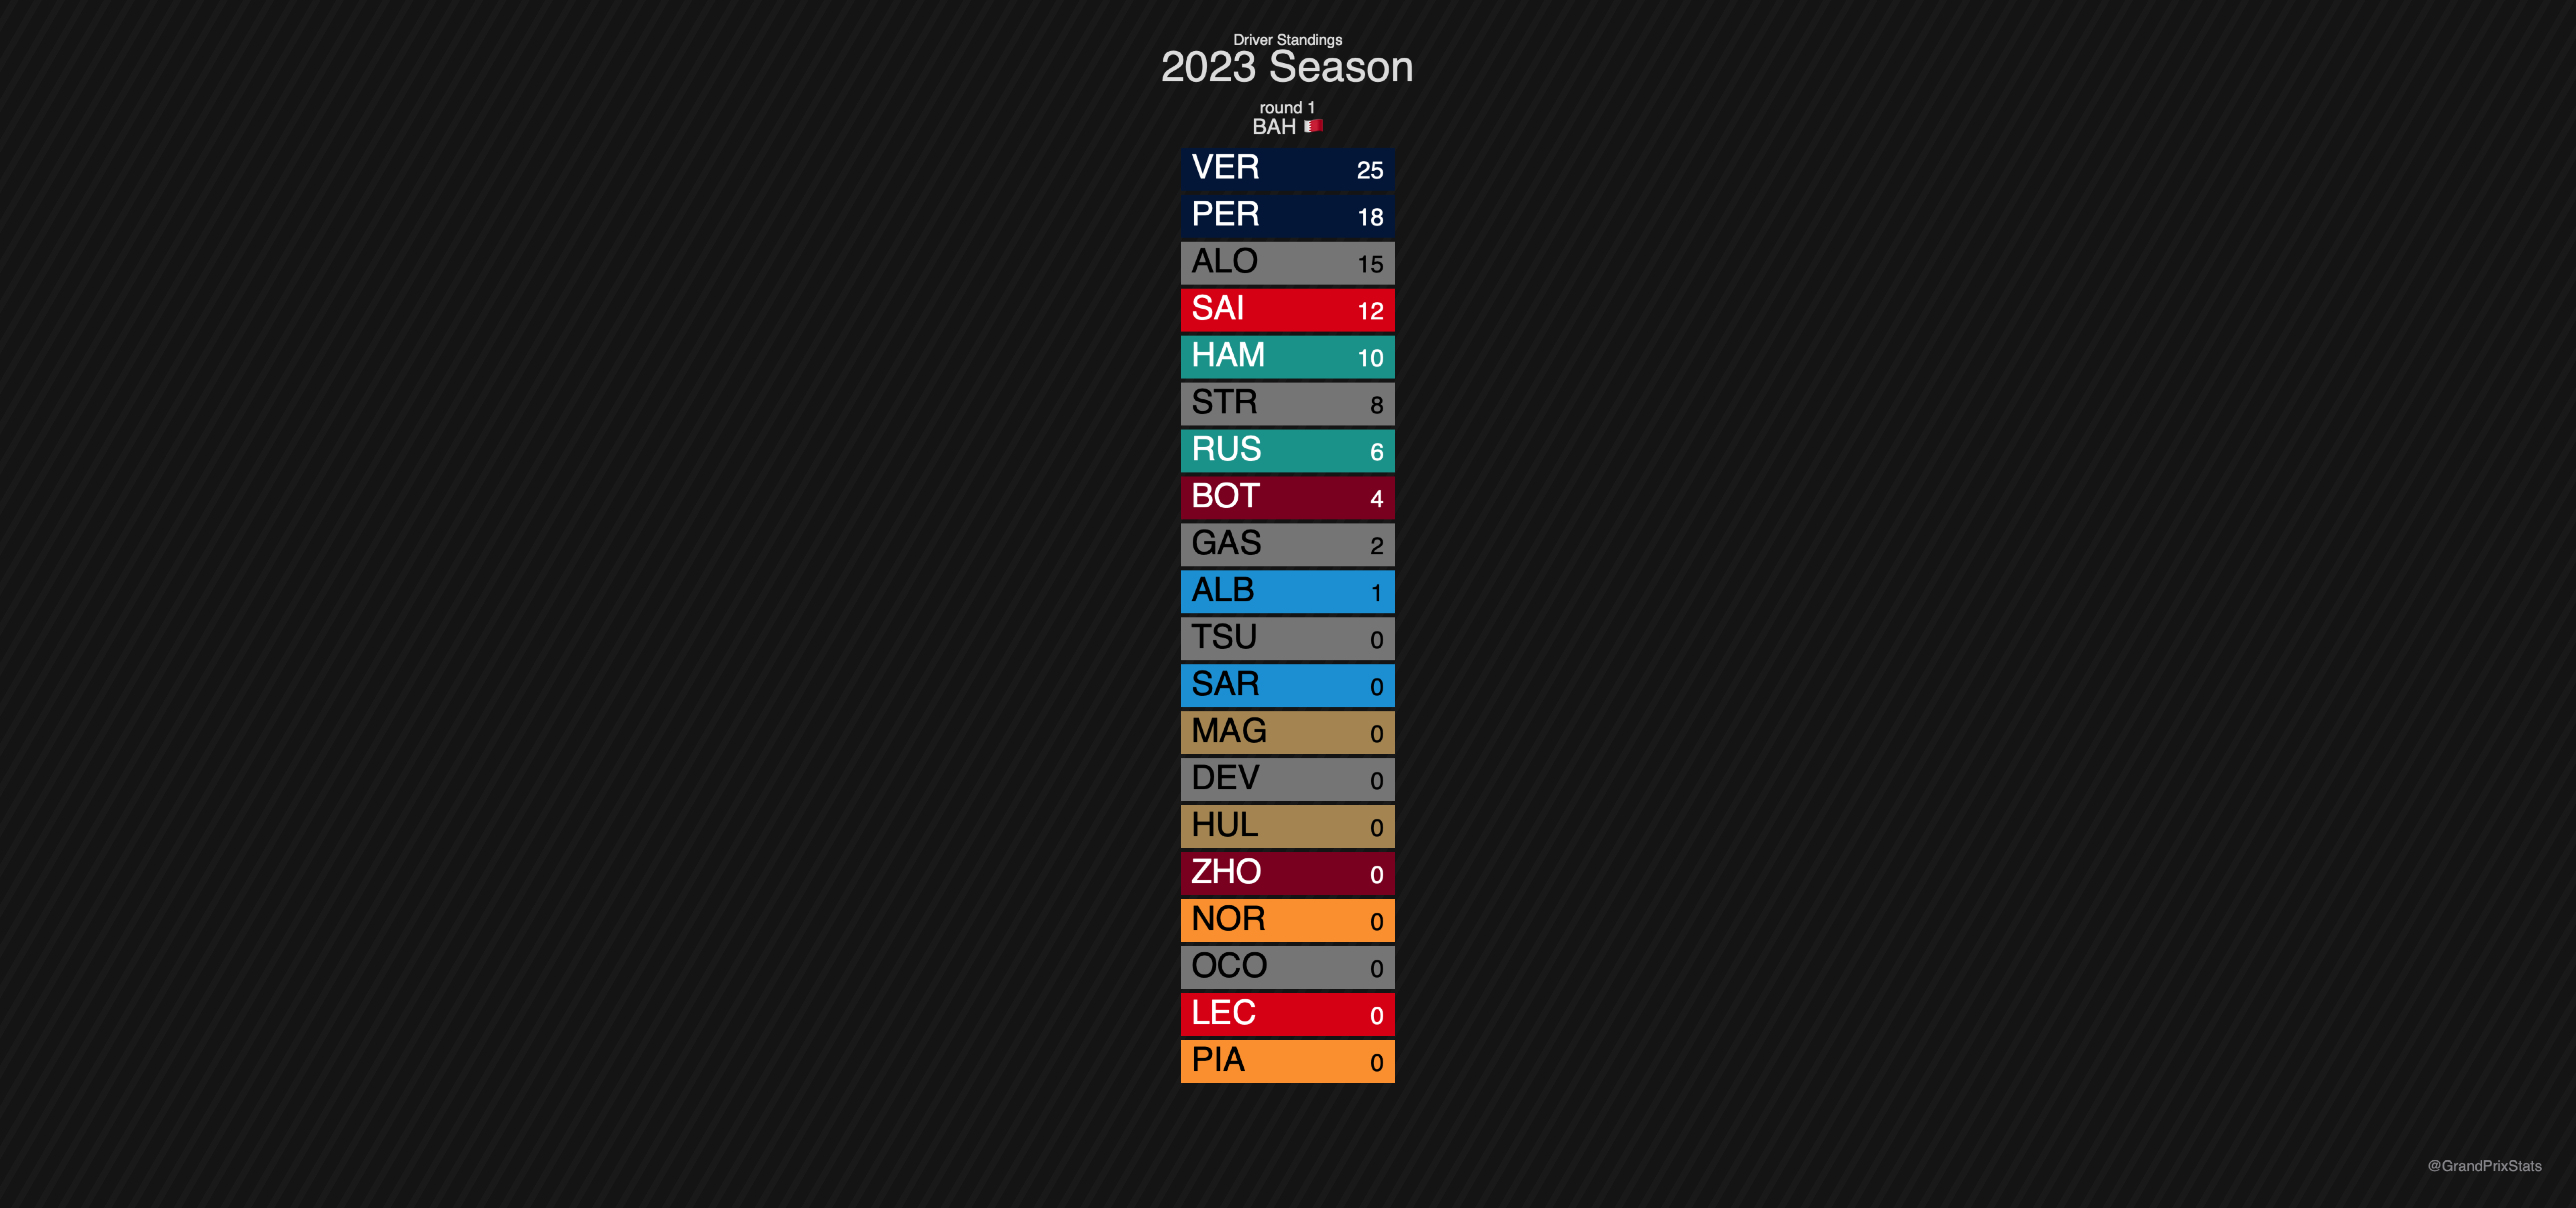 Driver Standings
2023 Season
round 1
BAH 🇧🇭
VER 25
PER 18
ALO 15
SAI 12
HAM 10
STR 8
RUS 6
BOT 4
GAS 2
ALB 1
TSU 0
SAR 0
MAG 0
DEV 0
HUL 0
ZHO 0
NOR 0
OCO 0
LEC 0
PIA 0
@GrandPrixStats